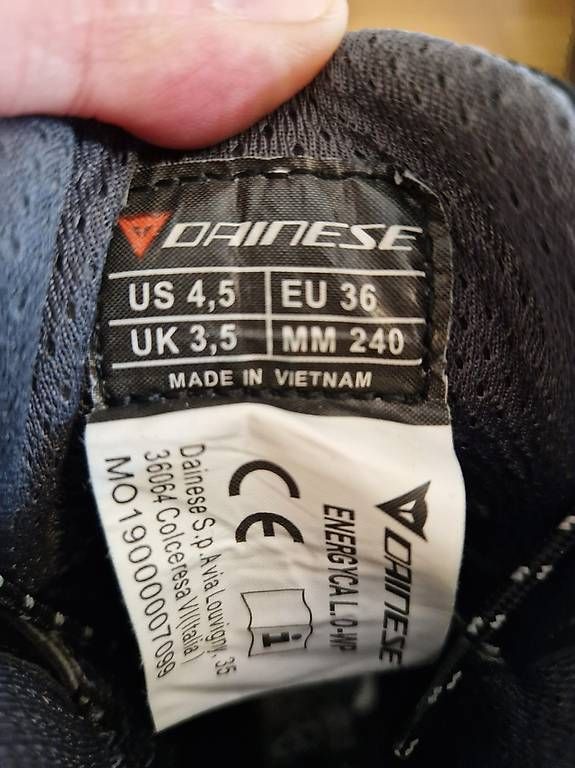 DAINESE
US 4,5 EU 36
UK 3,5 MM 240
MADE IN VIETNAM
DAINESE
ENERGYCA L.O-WP
i
CE
Dainese S.p.A via Louvigny, 35
36064 Colceresa VI(Italia)
MO19000007099